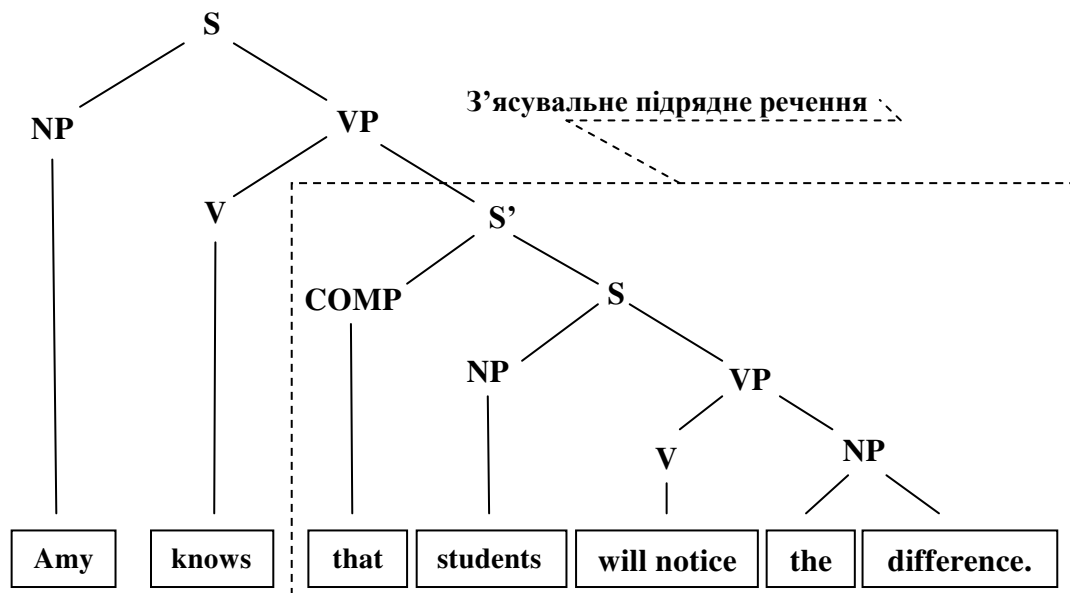 S
З’ясувальне підрядне речення
NP VP
V S’
COMP S
NP VP
V NP
Amy knows that students will notice the difference.